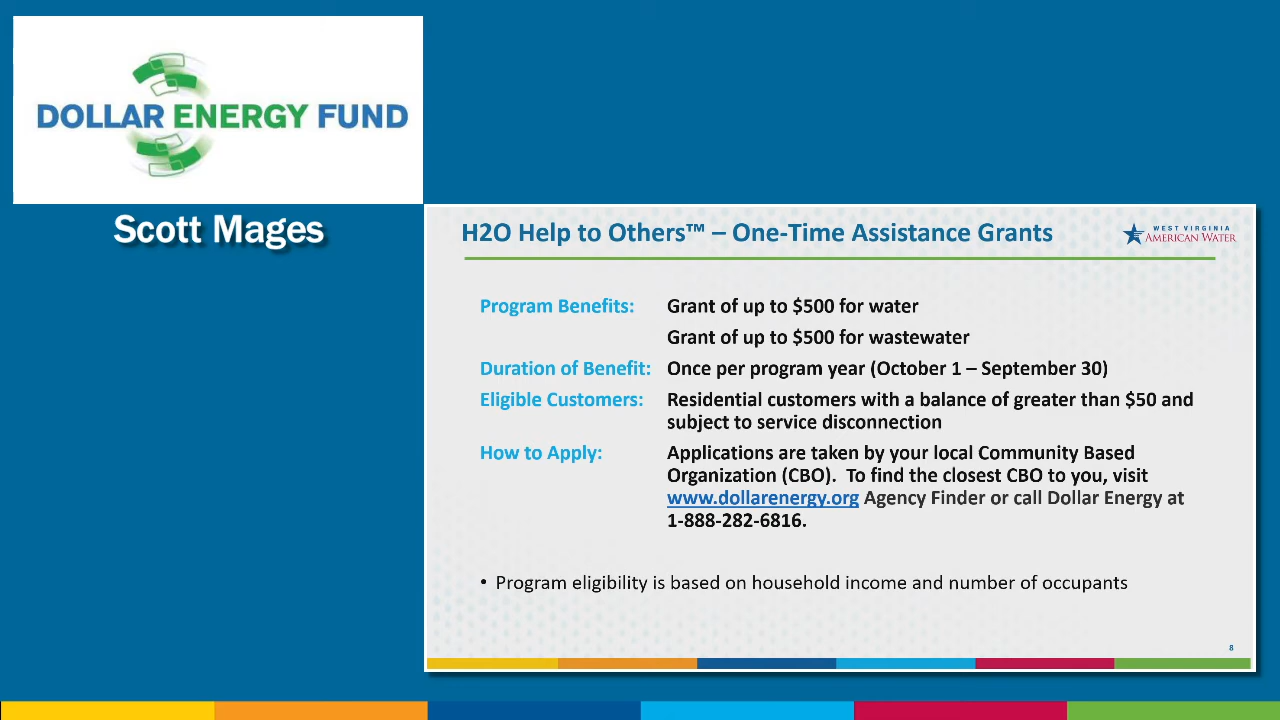 DOLLAR ENERGY FUND
Scott Mages
H2O Help to Others™ – One-Time Assistance Grants
WEST VIRGINIA
AMERICAN WATER
Program Benefits: Grant of up to $500 for water
Grant of up to $500 for wastewater
Duration of Benefit: Once per program year (October 1 – September 30)
Eligible Customers: Residential customers with a balance of greater than $50 and
subject to service disconnection
How to Apply: Applications are taken by your local Community Based
Organization (CBO). To find the closest CBO to you, visit
www.dollarenergy.org Agency Finder or call Dollar Energy at
1-888-282-6816.
• Program eligibility is based on household income and number of occupants
8